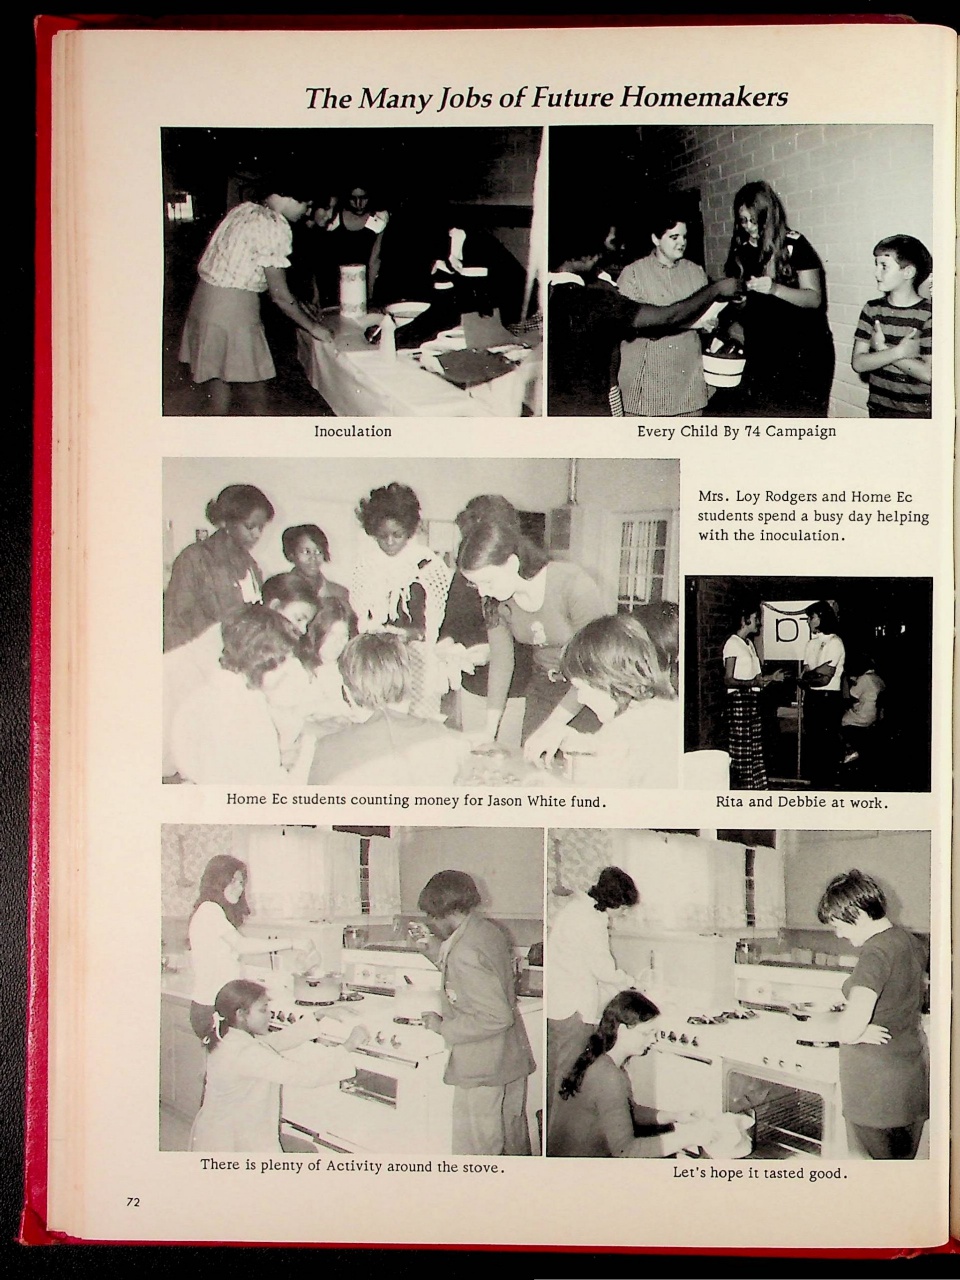 The Many Jobs of Future Homemakers
Inoculation
Every Child By 74 Campaign
Mrs. Loy Rodgers and Home Ec
students spend a busy day helping
with the inoculation.
Home Ec students counting money for Jason White fund.
Rita and Debbie at work.
There is plenty of Activity around the stove.
Let's hope it tasted good.
72